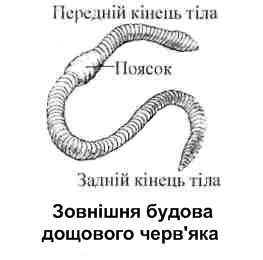 Передній кінець тіла
Поясок
Задній кінець тіла
Зовнішня будова
дощового черв'яка